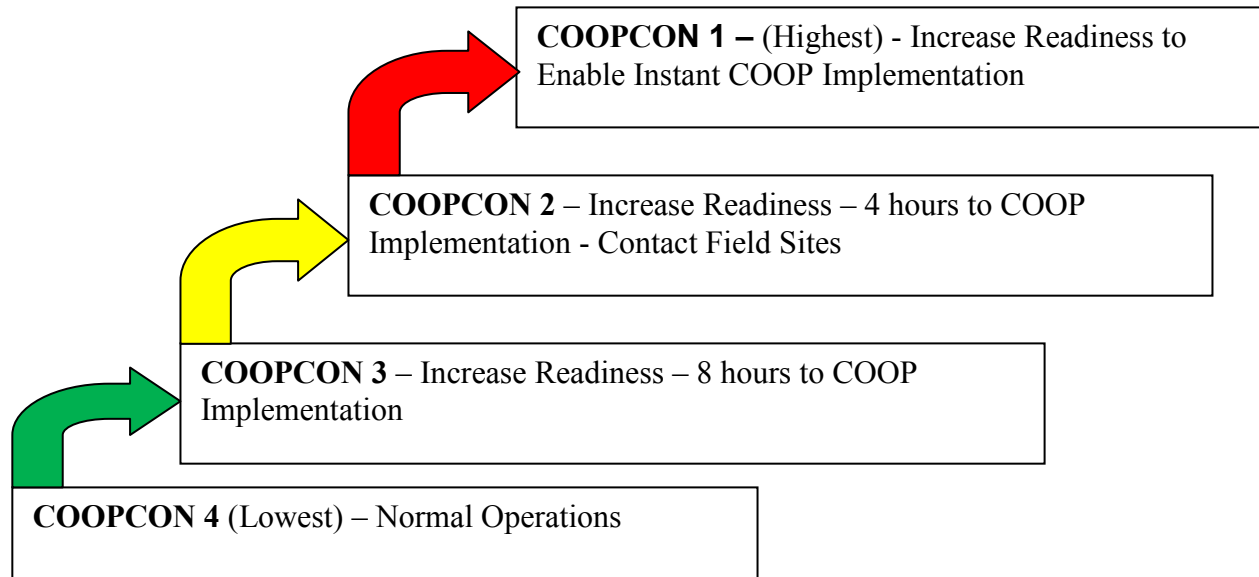 COOPCON 1 – (Highest) - Increase Readiness to
Enable Instant COOP Implementation
COOPCON 2 – Increase Readiness – 4 hours to COOP
Implementation - Contact Field Sites
COOPCON 3 – Increase Readiness – 8 hours to COOP
Implementation
COOPCON 4 (Lowest) – Normal Operations